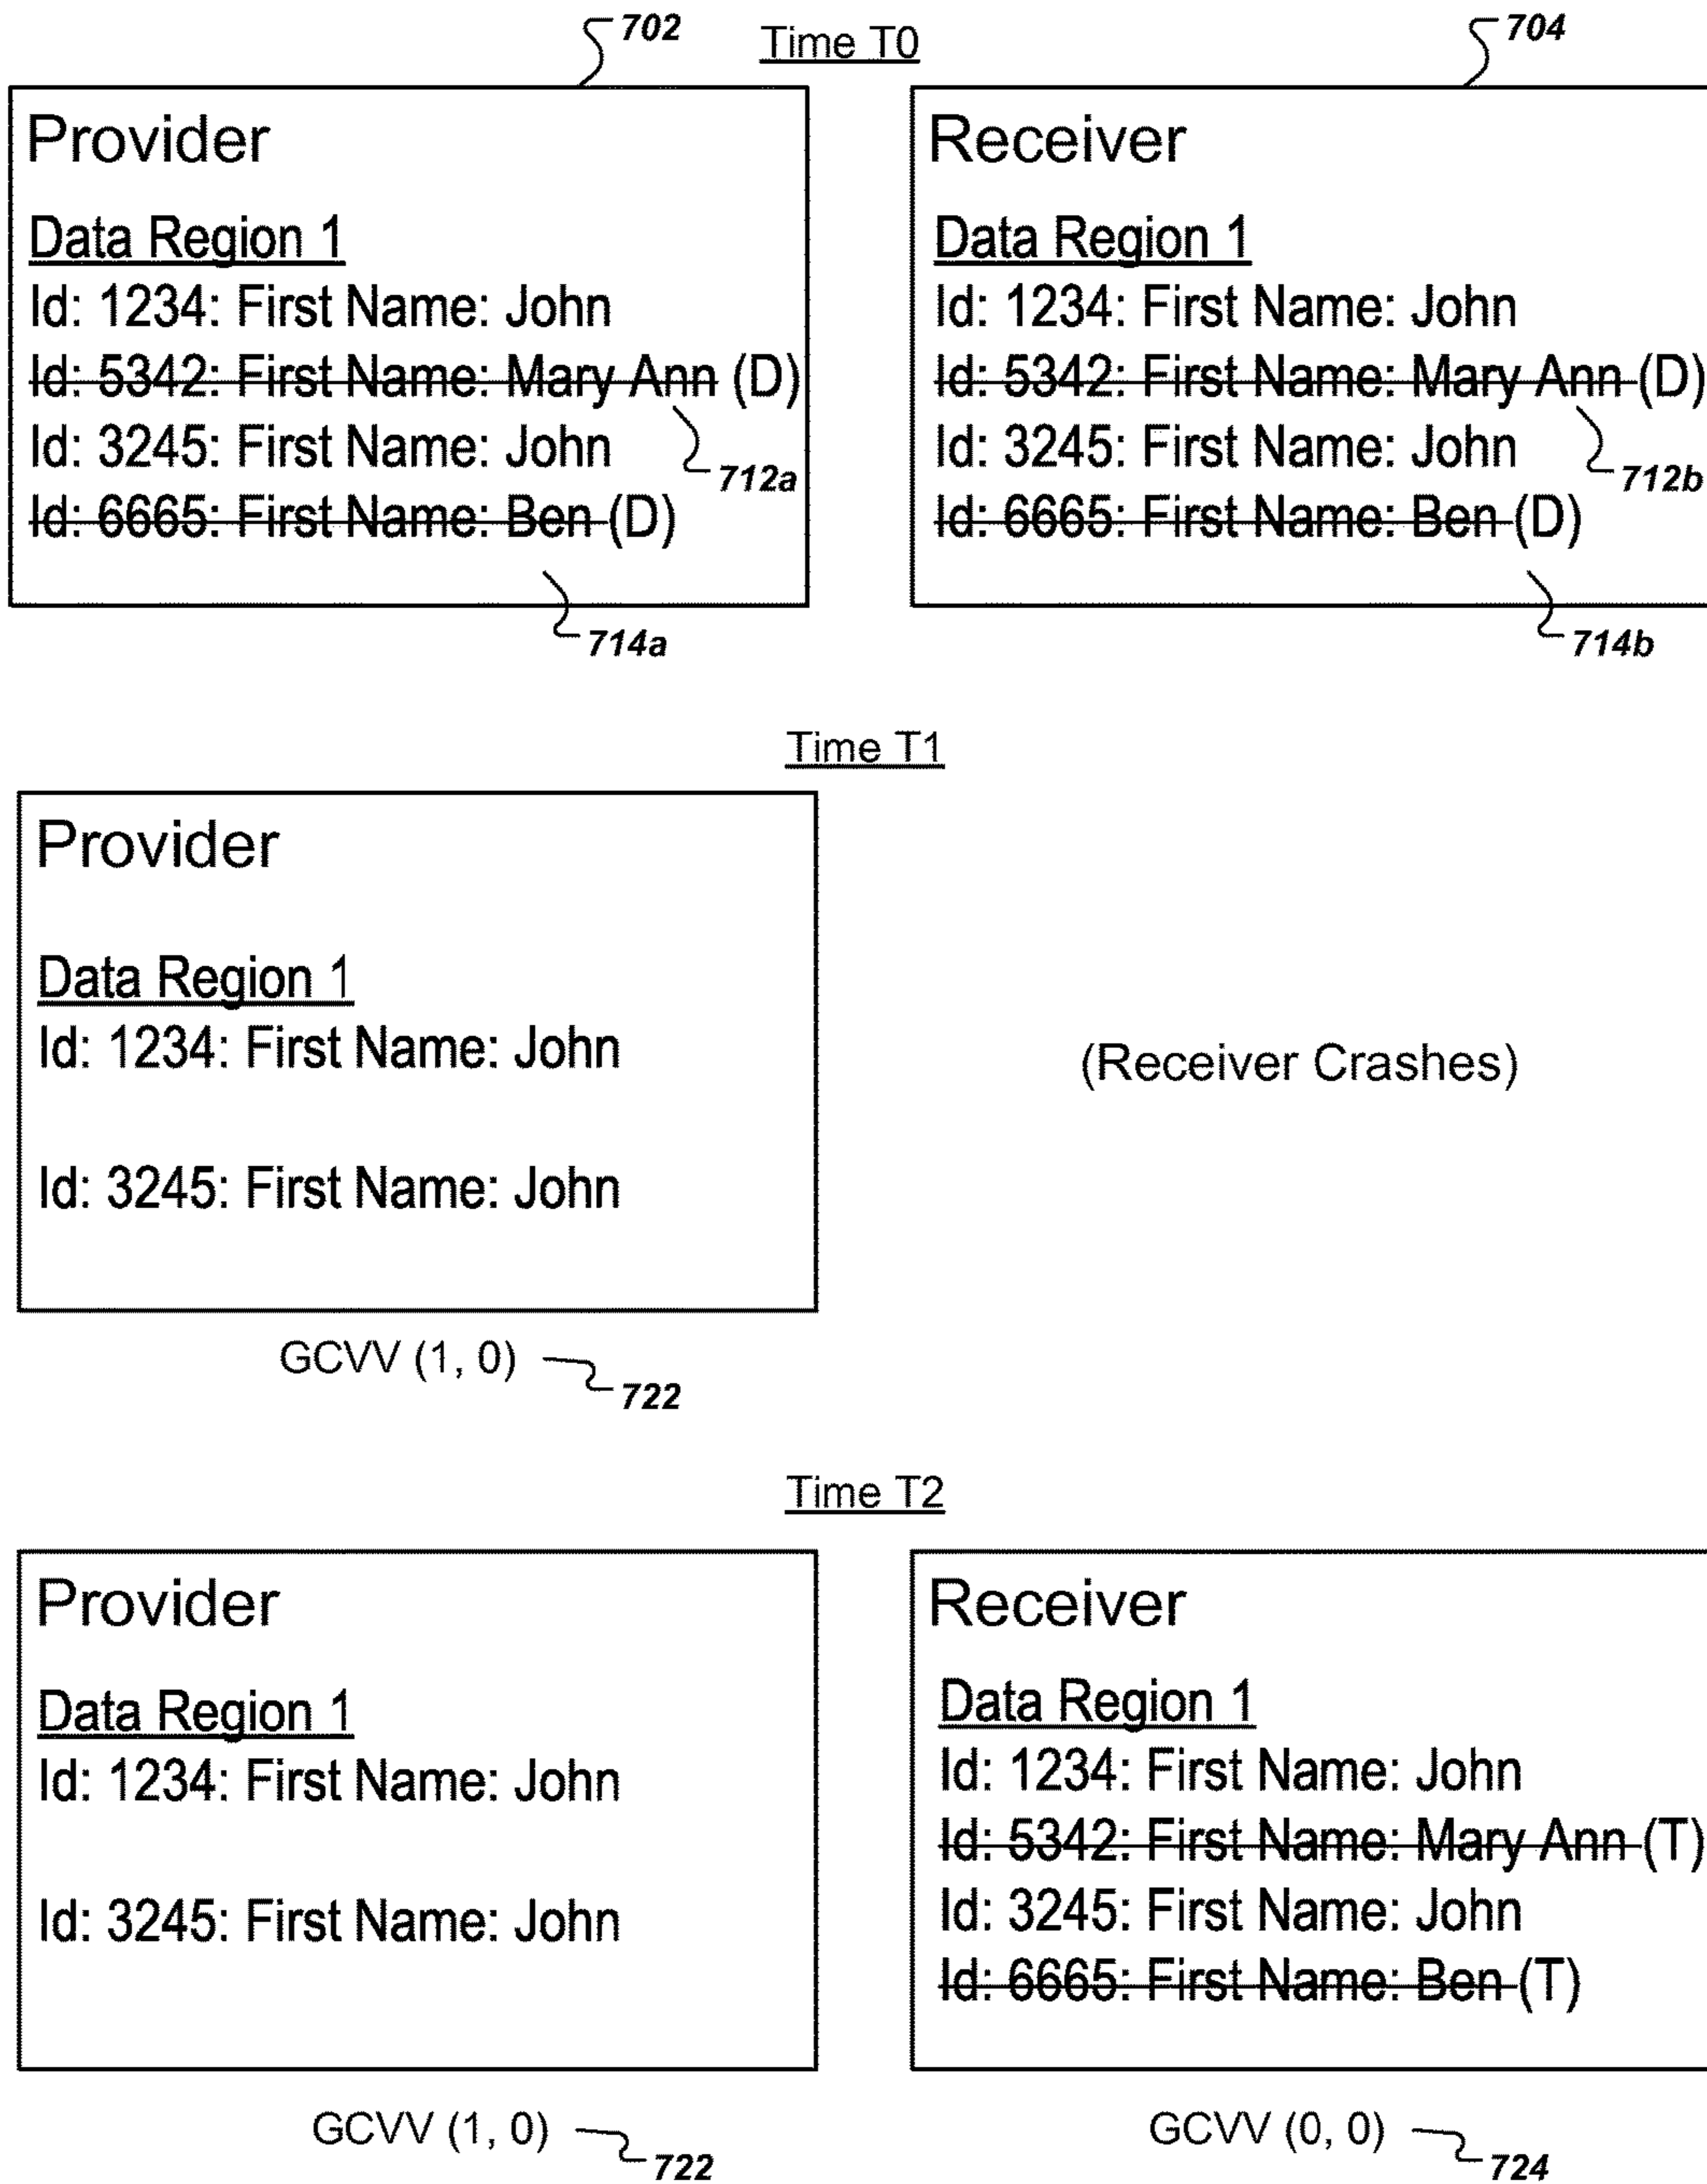 702
Time T0
704
Provider
Data Region 1
Id: 1234: First Name: John
Id: 5342: First Name: Mary Ann (D)
Id: 3245: First Name: John
712a
Id: 6665: First Name: Ben (D)
714a
Receiver
Data Region 1
Id: 1234: First Name: John
Id: 5342: First Name: Mary Ann (D)
Id: 3245: First Name: John
712b
Id: 6665: First Name: Ben (D)
714b
Time T1
Provider
Data Region 1
Id: 1234: First Name: John
Id: 3245: First Name: John
(Receiver Crashes)
GCVV (1, 0)
722
Time T2
Provider
Data Region 1
Id: 1234: First Name: John
Id: 3245: First Name: John
GCVV (1, 0)
722
Receiver
Data Region 1
Id: 1234: First Name: John
Id: 5342: First Name: Mary Ann (T)
Id: 3245: First Name: John
Id: 6665: First Name: Ben (T)
GCVV (0, 0)
724